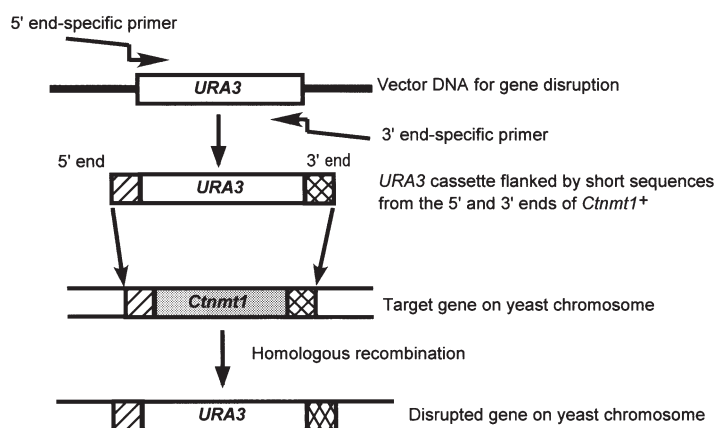 5' end-specific primer
URA3
Vector DNA for gene disruption
3' end-specific primer
5' end
3' end
URA3
URA3 cassette flanked by short sequences
from the 5' and 3' ends of Ctnmt1+
Ctnmt1
Target gene on yeast chromosome
Homologous recombination
URA3
Disrupted gene on yeast chromosome